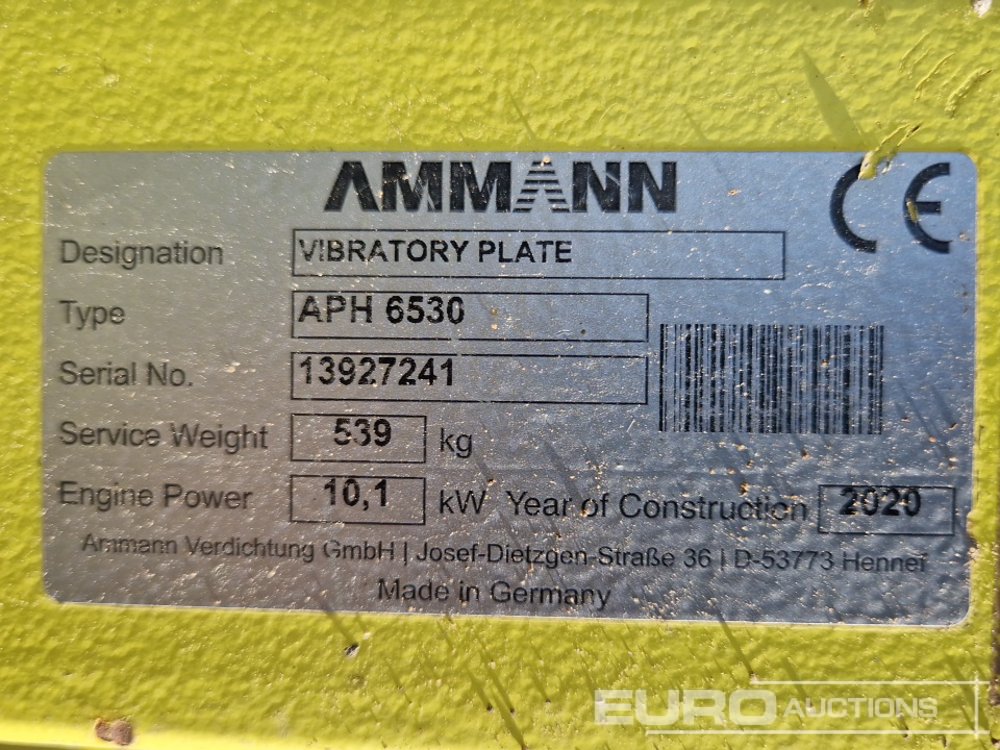 AMMANN
CE
Designation VIBRATORY PLATE
Type APH 6530
Serial No. 13927241
Service Weight 539 kg
Engine Power 10,1 kW Year of Construction 2020
Ammann Verdichtung GmbH | Josef-Dietzgen-Straße 36 | D-53773 Hennef
Made in Germany
EURO AUCTIONS